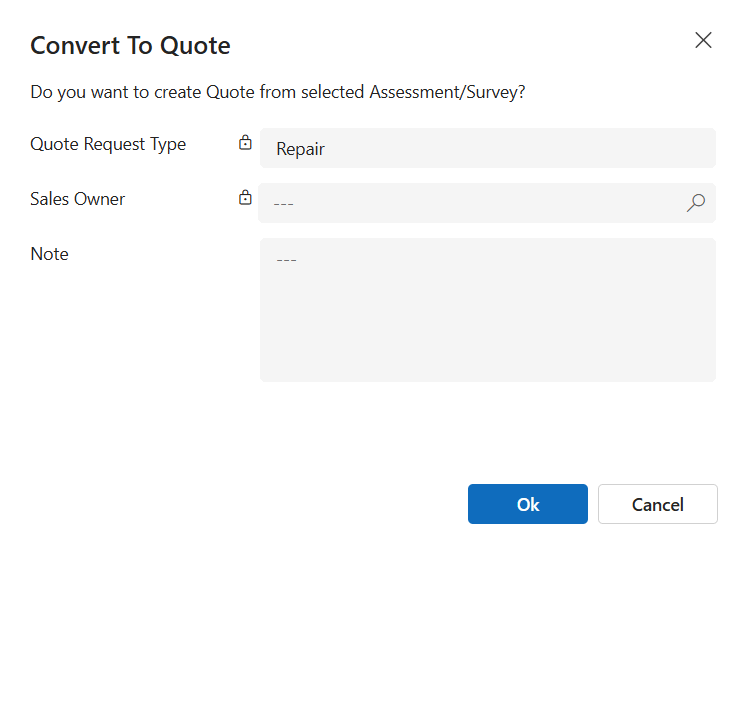 Convert To Quote
Do you want to create Quote from selected Assessment/Survey?
Quote Request Type
Repair
Sales Owner
---
Note
---
Ok
Cancel